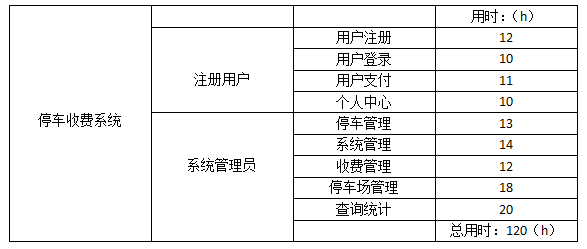 用时：（h）
停车收费系统
注册用户
用户注册 12
用户登录 10
用户支付 11
个人中心 10
系统管理员
停车管理 13
系统管理 14
收费管理 12
停车场管理 18
查询统计 20
总用时：120（h）